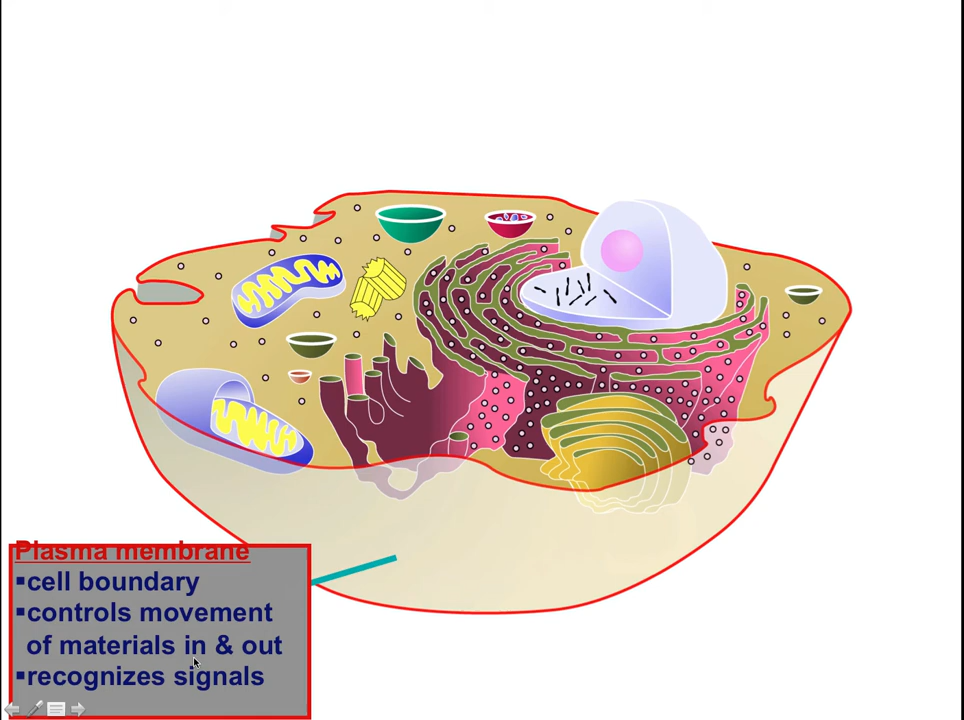 Plasma membrane
▪cell boundary
▪controls movement
of materials in & out
▪recognizes signals